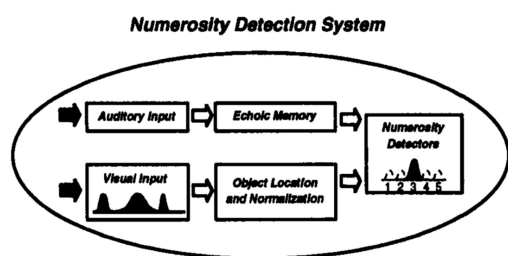 Numerosity Detection System
Auditory Input
Echoic Memory
Numerosity
Detectors
1 2 3 4 5
Visual Input
Object Location
and Normalization